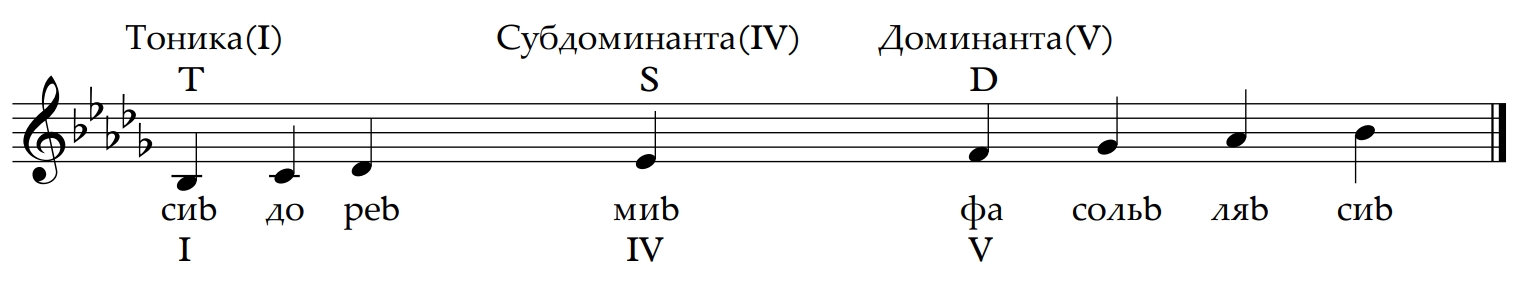 Тоника(I) Субдоминанта(IV) Доминанта(V)
T S D
сиb до реb миb фа сольb ляb сиb
I IV V